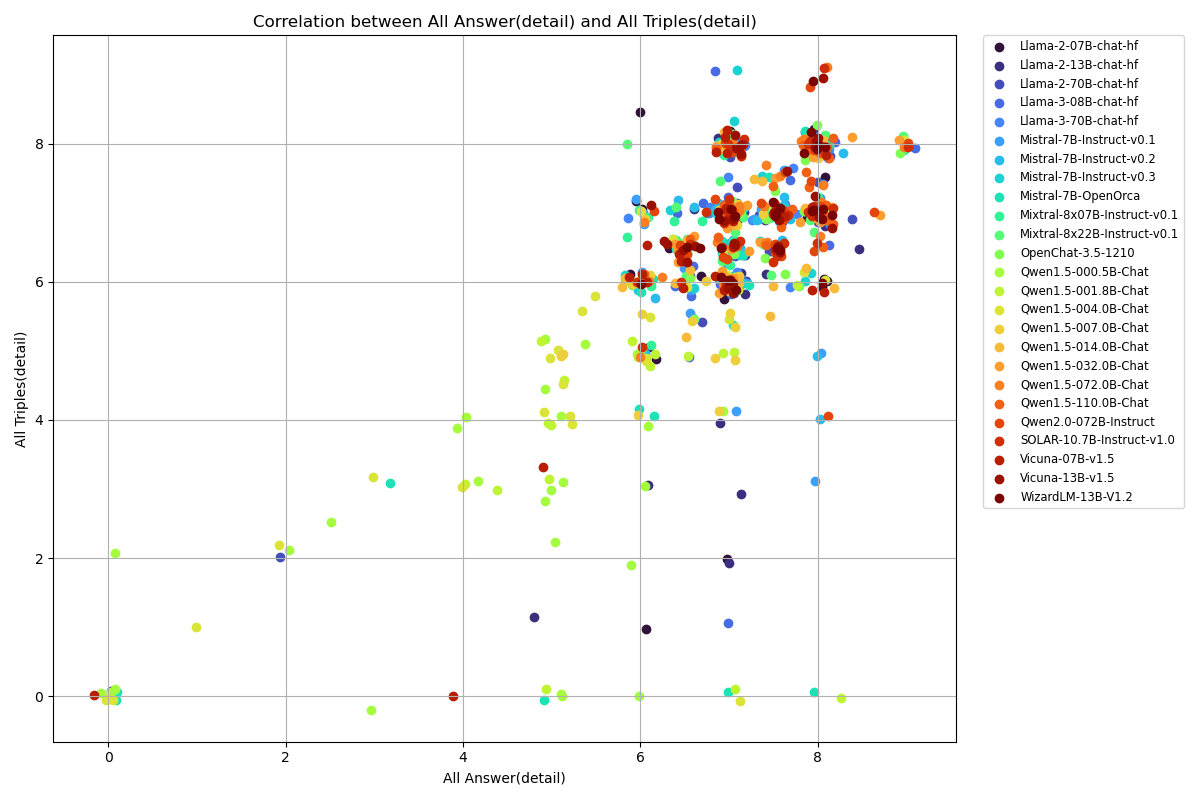 Correlation between All Answer(detail) and All Triples(detail)
All Triples(detail)
8
6
4
2
0
0
2
4
6
8
All Answer(detail)
Llama-2-07B-chat-hf
Llama-2-13B-chat-hf
Llama-2-70B-chat-hf
Llama-3-08B-chat-hf
Llama-3-70B-chat-hf
Mistral-7B-Instruct-v0.1
Mistral-7B-Instruct-v0.2
Mistral-7B-Instruct-v0.3
Mistral-7B-OpenOrca
Mixtral-8x07B-Instruct-v0.1
Mixtral-8x22B-Instruct-v0.1
OpenChat-3.5-1210
Qwen1.5-000.5B-Chat
Qwen1.5-001.8B-Chat
Qwen1.5-004.0B-Chat
Qwen1.5-007.0B-Chat
Qwen1.5-014.0B-Chat
Qwen1.5-032.0B-Chat
Qwen1.5-072.0B-Chat
Qwen1.5-110.0B-Chat
Qwen2.0-072B-Instruct
SOLAR-10.7B-Instruct-v1.0
Vicuna-07B-v1.5
Vicuna-13B-v1.5
WizardLM-13B-V1.2